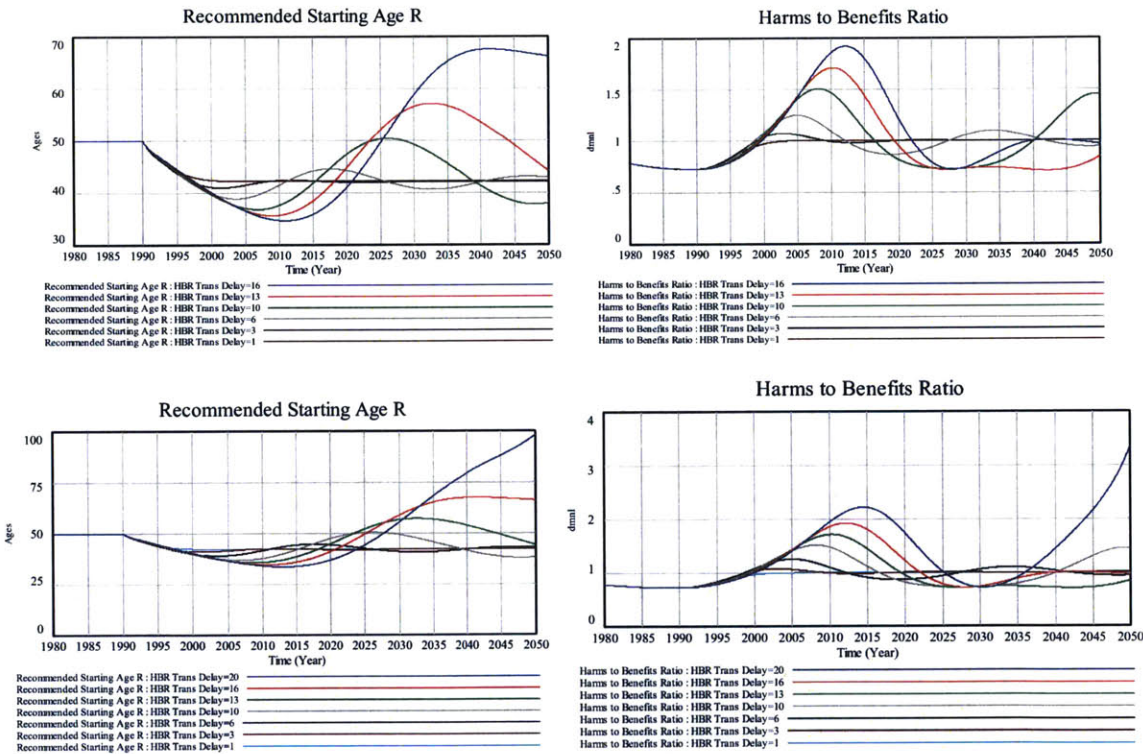 Recommended Starting Age R
70
60
50
40
30
Ages
1980 1985 1990 1995 2000 2005 2010 2015 2020 2025 2030 2035 2040 2045 2050
Time (Year)
Recommended Starting Age R : HBR Trans Delay=16
Recommended Starting Age R : HBR Trans Delay=13
Recommended Starting Age R : HBR Trans Delay=10
Recommended Starting Age R : HBR Trans Delay=6
Recommended Starting Age R : HBR Trans Delay=3
Recommended Starting Age R : HBR Trans Delay=1
Harms to Benefits Ratio
2
1.5
1
.5
0
dmnl
1980 1985 1990 1995 2000 2005 2010 2015 2020 2025 2030 2035 2040 2045 2050
Time (Year)
Harms to Benefits Ratio : HBR Trans Delay=16
Harms to Benefits Ratio : HBR Trans Delay=13
Harms to Benefits Ratio : HBR Trans Delay=10
Harms to Benefits Ratio : HBR Trans Delay=6
Harms to Benefits Ratio : HBR Trans Delay=3
Harms to Benefits Ratio : HBR Trans Delay=1
Recommended Starting Age R
100
75
50
25
0
Ages
1980 1985 1990 1995 2000 2005 2010 2015 2020 2025 2030 2035 2040 2045 2050
Time (Year)
Recommended Starting Age R : HBR Trans Delay=20
Recommended Starting Age R : HBR Trans Delay=16
Recommended Starting Age R : HBR Trans Delay=13
Recommended Starting Age R : HBR Trans Delay=10
Recommended Starting Age R : HBR Trans Delay=6
Recommended Starting Age R : HBR Trans Delay=3
Recommended Starting Age R : HBR Trans Delay=1
Harms to Benefits Ratio
4
3
2
1
0
dmnl
1980 1985 1990 1995 2000 2005 2010 2015 2020 2025 2030 2035 2040 2045 2050
Time (Year)
Harms to Benefits Ratio : HBR Trans Delay=20
Harms to Benefits Ratio : HBR Trans Delay=16
Harms to Benefits Ratio : HBR Trans Delay=13
Harms to Benefits Ratio : HBR Trans Delay=10
Harms to Benefits Ratio : HBR Trans Delay=6
Harms to Benefits Ratio : HBR Trans Delay=3
Harms to Benefits Ratio : HBR Trans Delay=1